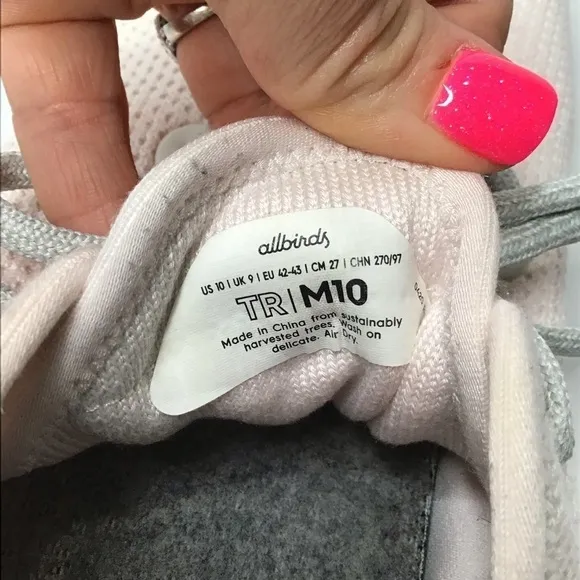 allbirds
US 10 | UK 9 | EU 42-43 | CM 27 | CHN 270/97
TR|M10
Made in China from sustainably
harvested trees. Wash on
delicate. Air Dry.